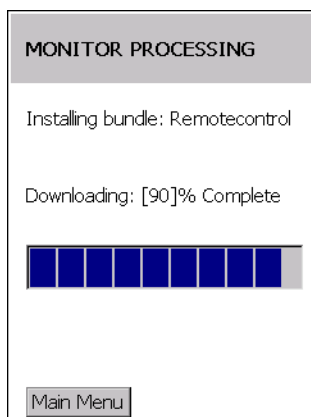 MONITOR PROCESSING
Installing bundle: Remotecontrol
Downloading: [90]% Complete
Main Menu